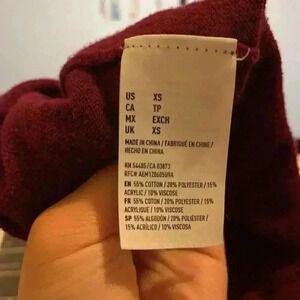 US XS
CA TP
MX EXCH
UK XS
MADE IN CHINA / FABRIQUÉ EN CHINE /
HECHO EN CHINA
RN 54485/CA 03873
EN 55% COTTON / 20% POLYESTER / 15%
ACRYLIC / 10% VISCOSE
FR 55% COTON / 20% POLYESTER / 15%
ACRYLIQUE / 10% VISCOSE
SP 55% ALGODÓN / 20% POLIÉSTER /
15% ACRÍLICO / 10% VISCOSA